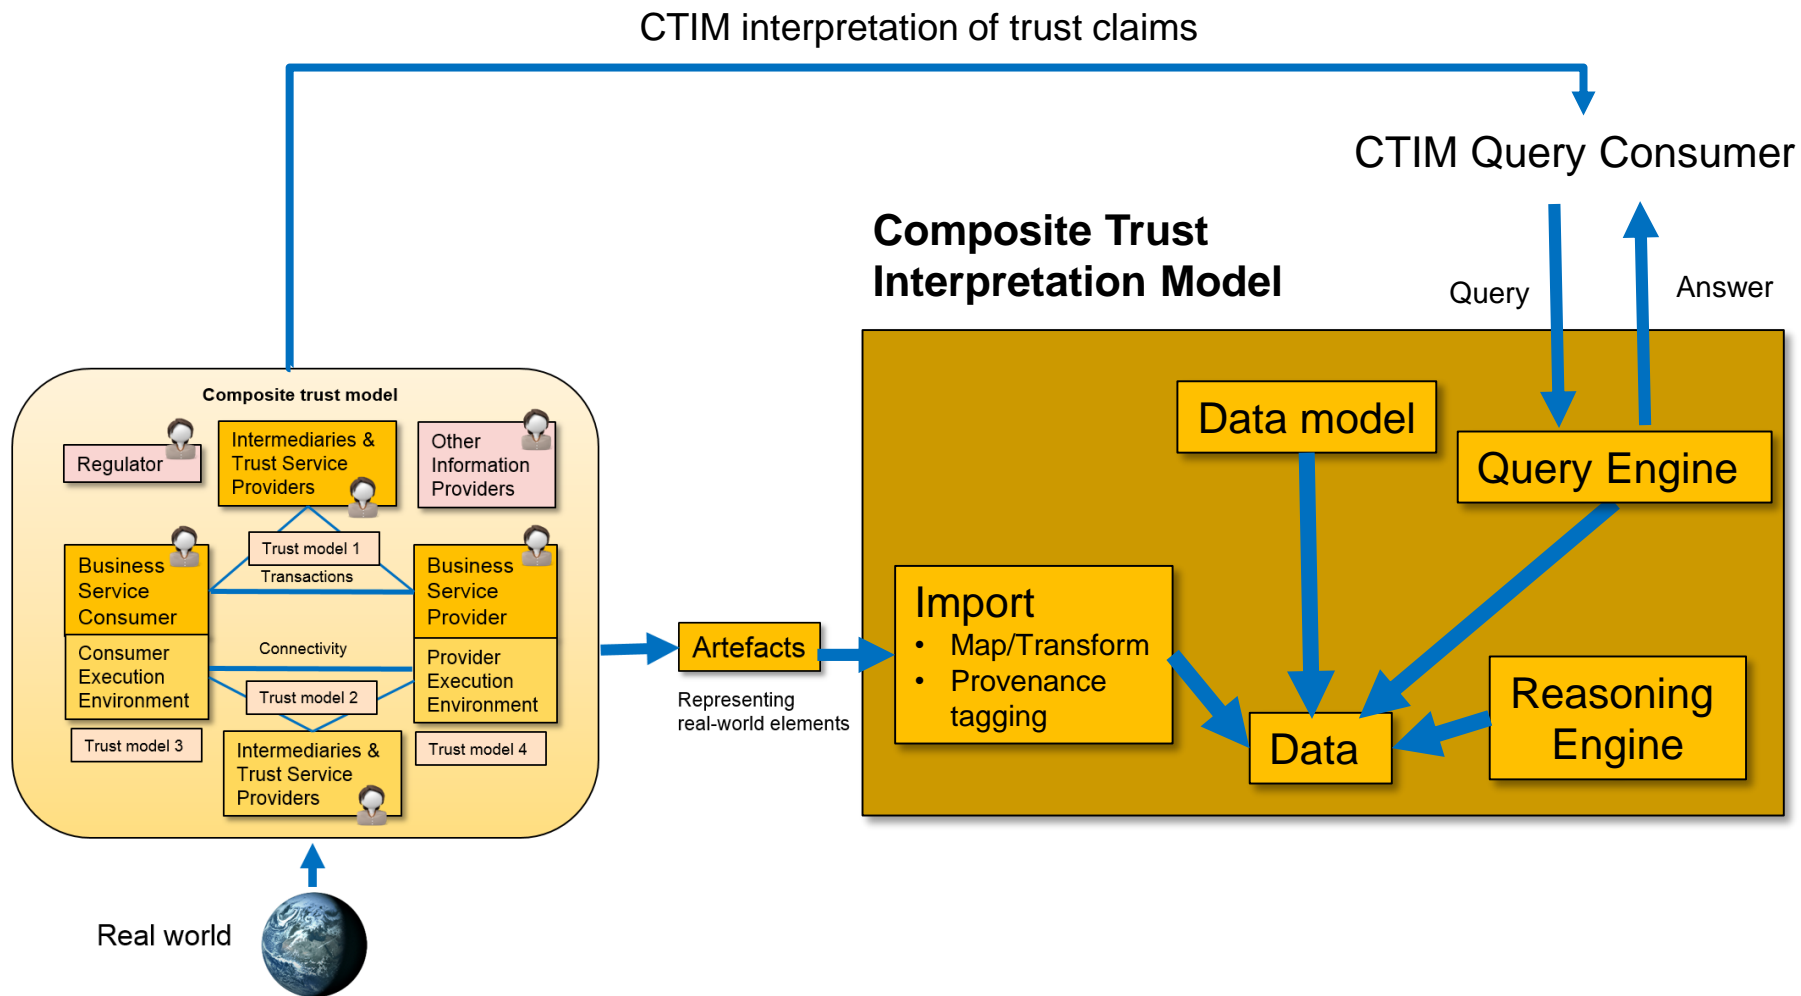 CTIM interpretation of trust claims
CTIM Query Consumer
Composite Trust
Interpretation Model
Query
Answer
Composite trust model
Regulator
Intermediaries &
Trust Service
Providers
Other
Information
Providers
Trust model 1
Business
Service
Consumer
Transactions
Business
Service
Provider
Consumer
Execution
Environment
Connectivity
Provider
Execution
Environment
Trust model 2
Trust model 3
Intermediaries &
Trust Service
Providers
Trust model 4
Real world
Artefacts
Representing
real-world elements
Import
• Map/Transform
• Provenance
tagging
Data model
Query Engine
Data
Reasoning
Engine